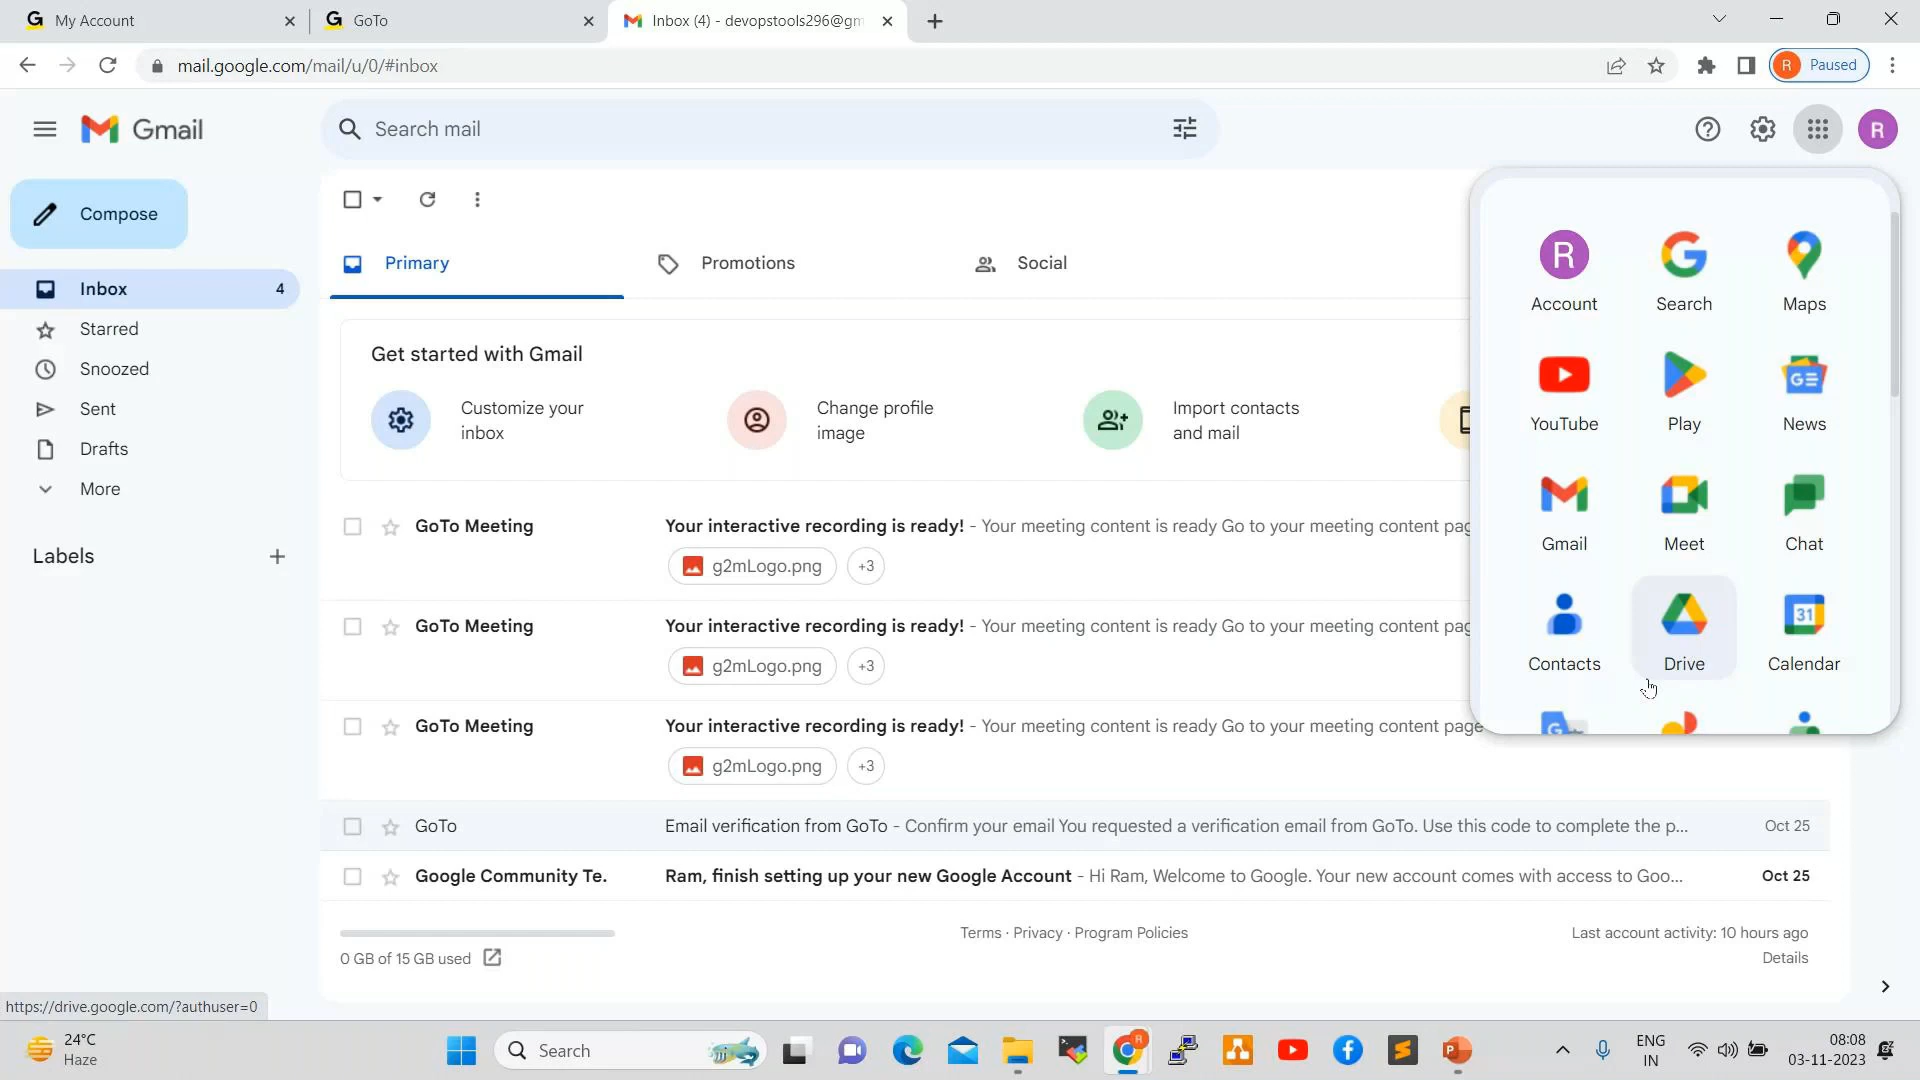 My Account
GoTo
Inbox (4) - devopstools296@gm
mail.google.com/mail/u/0/#inbox
R Paused
Gmail
Search mail
R
Compose
Primary
Promotions
Social
Inbox 4
Starred
Snoozed
Sent
Drafts
More
Labels
Get started with Gmail
Customize your
inbox
Change profile
image
Import contacts
and mail
GoTo Meeting
Your interactive recording is ready! - Your meeting content is ready Go to your meeting content pag
g2mLogo.png +3
GoTo Meeting
Your interactive recording is ready! - Your meeting content is ready Go to your meeting content pag
g2mLogo.png +3
GoTo Meeting
Your interactive recording is ready! - Your meeting content is ready Go to your meeting content page
g2mLogo.png +3
GoTo
Email verification from GoTo - Confirm your email You requested a verification email from GoTo. Use this code to complete the p...
Oct 25
Google Community Te.
Ram, finish setting up your new Google Account - Hi Ram, Welcome to Google. Your new account comes with access to Goo...
Oct 25
R
Account
Search
Maps
YouTube
Play
News
Gmail
Meet
Chat
31
Contacts
Drive
Calendar
0 GB of 15 GB used
Terms · Privacy · Program Policies
Last account activity: 10 hours ago
Details
https://drive.google.com/?authuser=0
24°C
Haze
Search
R
ENG
IN
08:08
03-11-2023